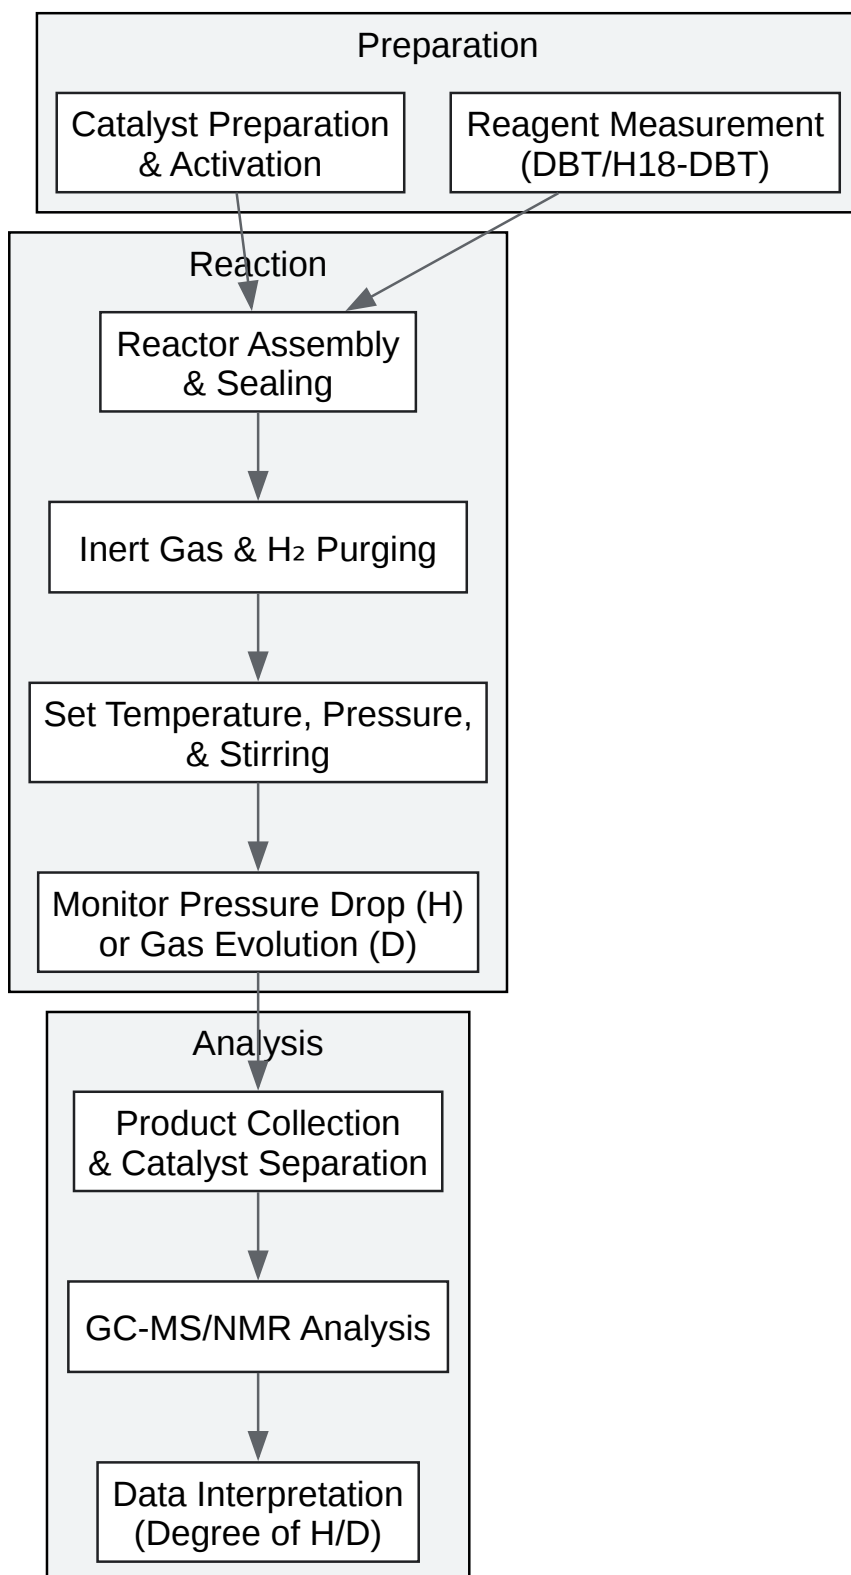 Preparation
Catalyst Preparation
& Activation
Reagent Measurement
(DBT/H18-DBT)
Reaction
Reactor Assembly
& Sealing
Inert Gas & H₂ Purging
Set Temperature, Pressure,
& Stirring
Monitor Pressure Drop (H)
or Gas Evolution (D)
Analysis
Product Collection
& Catalyst Separation
GC-MS/NMR Analysis
Data Interpretation
(Degree of H/D)